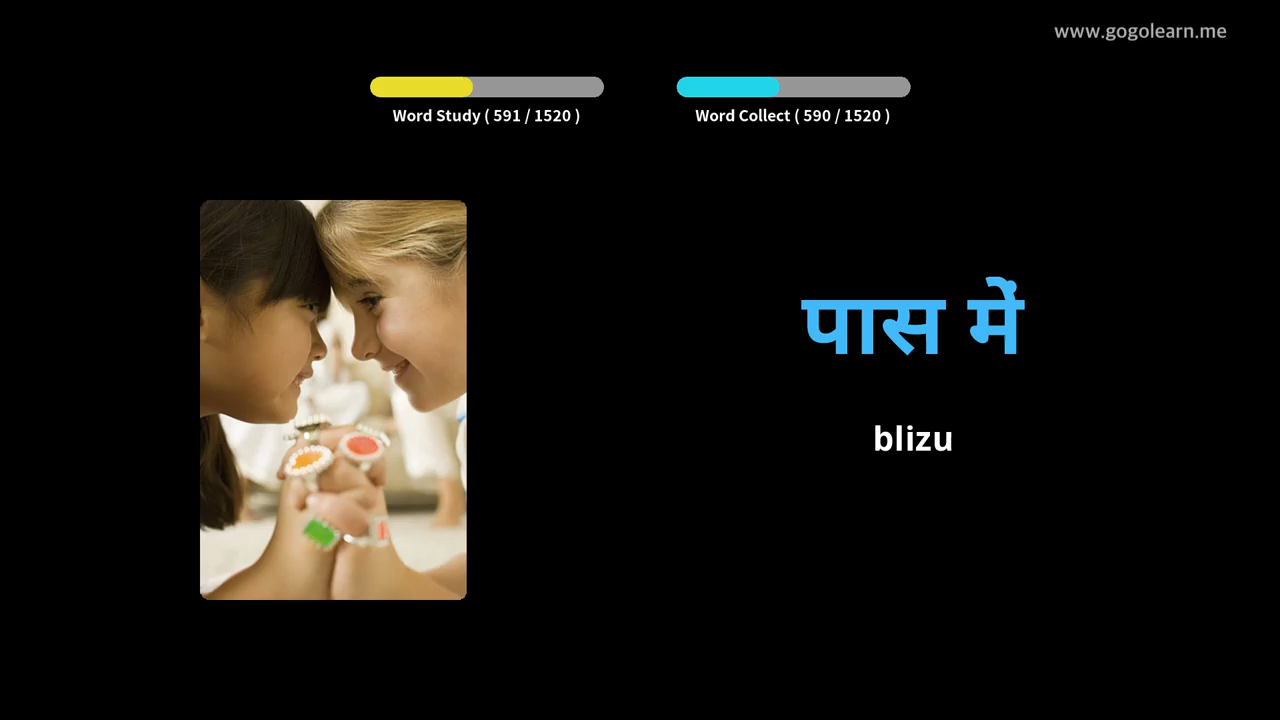 www.gogolearn.me
Word Study ( 591 / 1520 )
Word Collect ( 590 / 1520 )
पास में
blizu